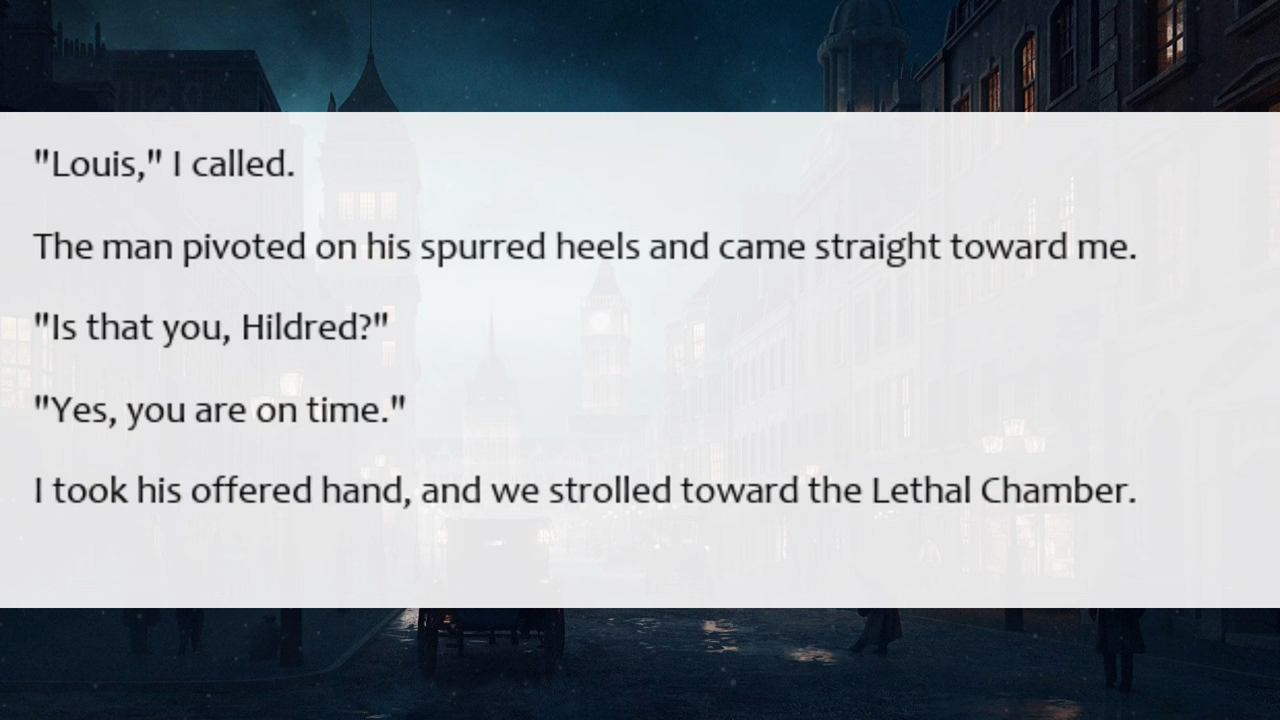 "Louis," I called.
The man pivoted on his spurred heels and came straight toward me.
"Is that you, Hildred?"
"Yes, you are on time."
I took his offered hand, and we strolled toward the Lethal Chamber.